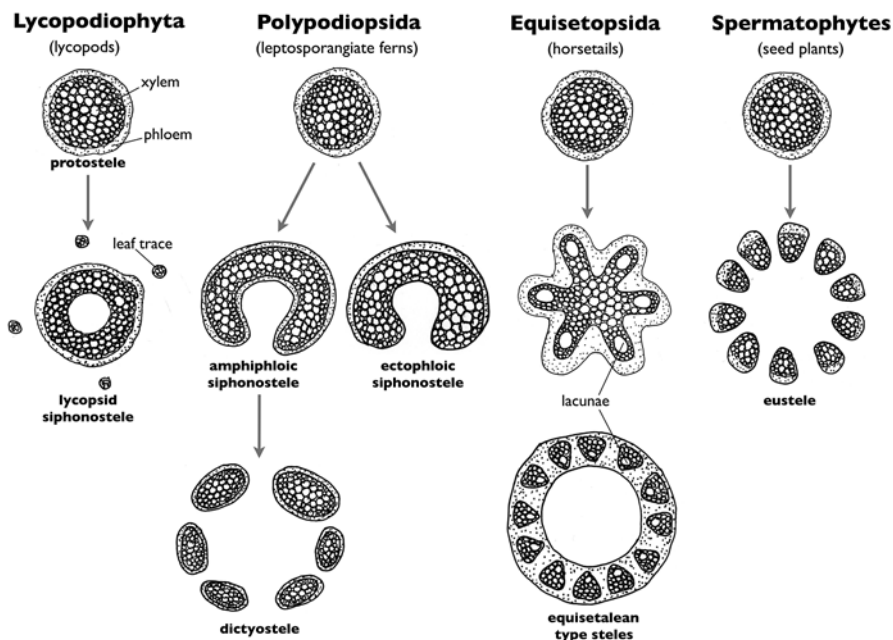 Lycopodiophyta
(lycopods)
Polypodiopsida
(leptosporangiate ferns)
Equisetopsida
(horsetails)
Spermatophytes
(seed plants)
xylem
phloem
protostele
leaf trace
lycopsid
siphonostele
amphiphloic
siphonostele
ectophloic
siphonostele
lacunae
eustele
dictyostele
equisetalean
type steles